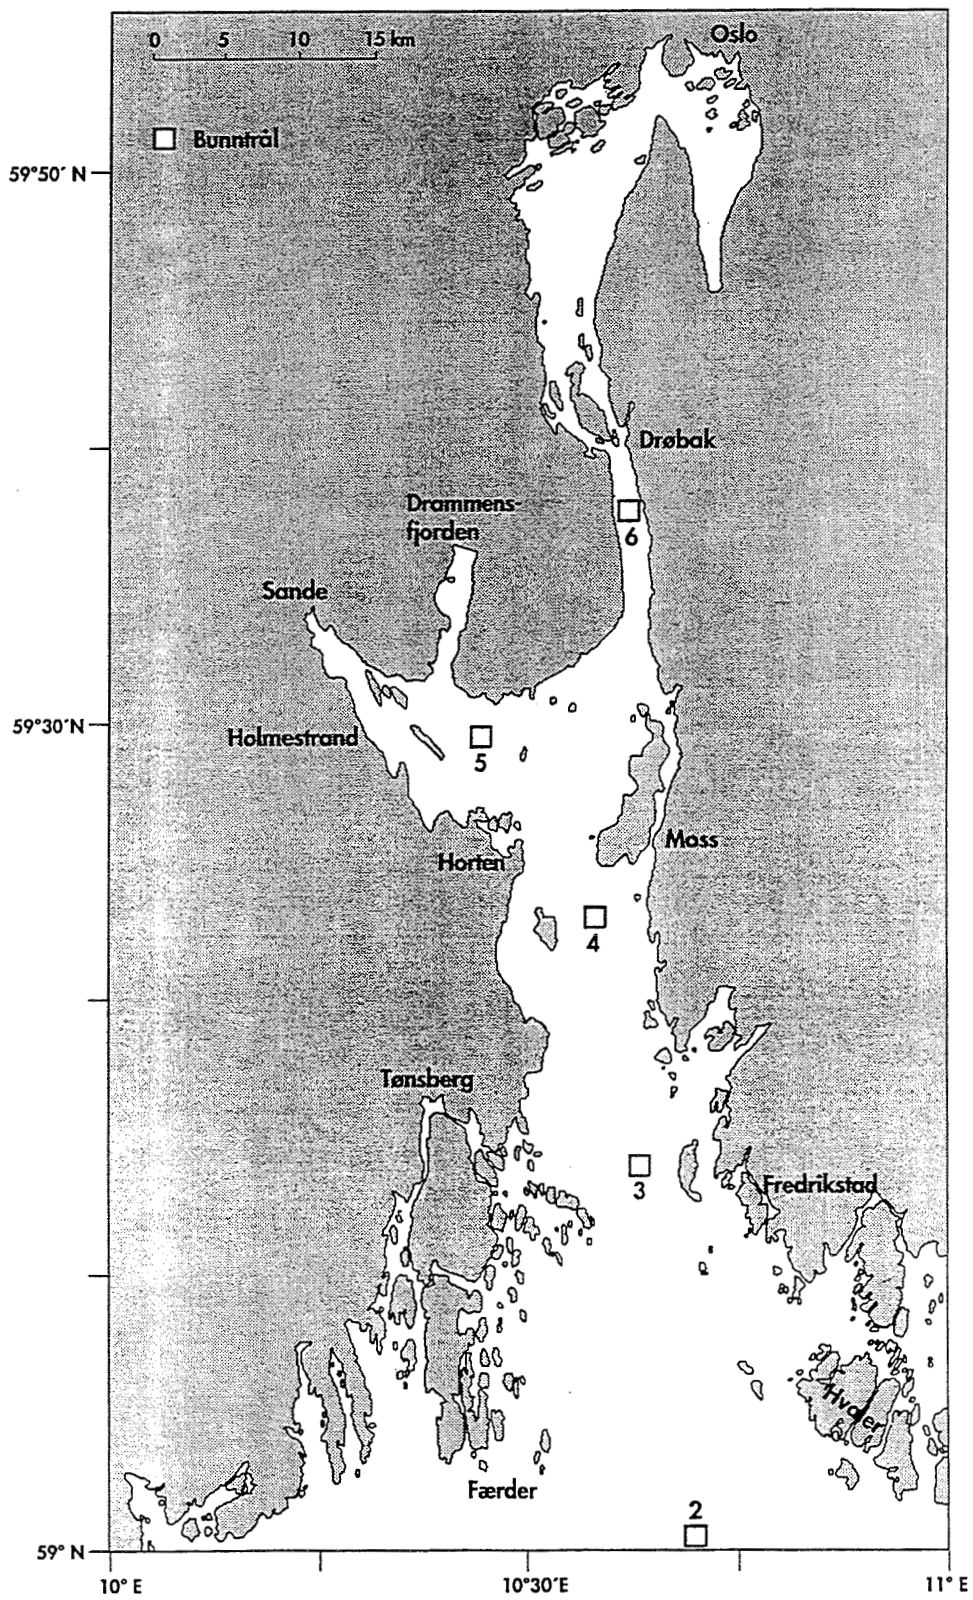 Oslo
0 5 10 15 km
Bunntrål
59°50′ N
Drøbak
Drammens-
fjorden
6
Sande
59°30′N
Holmestrand
5
Moss
Horten
4
Tønsberg
3
Fredrikstad
Hvaler
Færder
2
59° N
10° E 10°30′E 11° E